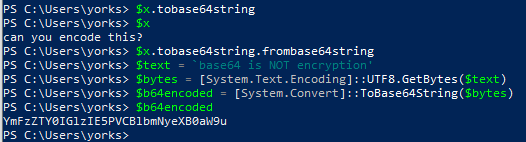 PS C:\Users\yorks> $x.tobase64string
PS C:\Users\yorks> $x
can you encode this?
PS C:\Users\yorks> $x.tobase64string.frombase64string
PS C:\Users\yorks> $text = 'base64 is NOT encryption'
PS C:\Users\yorks> $bytes = [System.Text.Encoding]::UTF8.GetBytes($text)
PS C:\Users\yorks> $b64encoded = [System.Convert]::ToBase64String($bytes)
PS C:\Users\yorks> $b64encoded
YmFzZTY0IGlzIE5PVCBlbmNyeXB0aW9u
PS C:\Users\yorks>